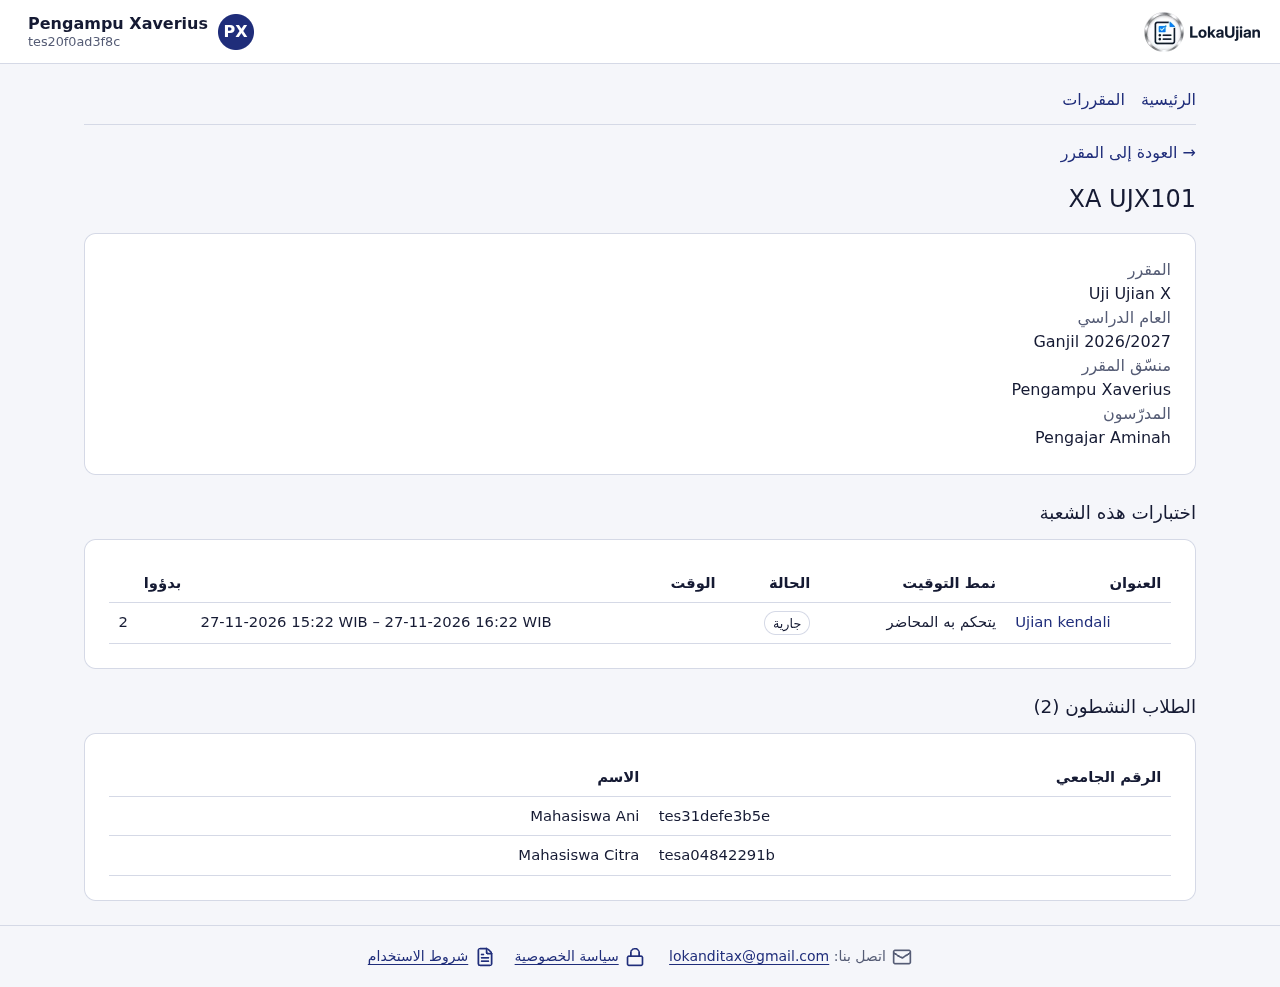 LokaUjian
Pengampu Xaverius
tes20f0ad3f8c
PX
الرئيسية المقررات
→ العودة إلى المقرر
XA UJX101
المقرر
Uji Ujian X
العام الدراسي
Ganjil 2026/2027
منسّق المقرر
Pengampu Xaverius
المدرّسون
Pengajar Aminah
اختبارات هذه الشعبة
العنوان نمط التوقيت الحالة الوقت بدؤوا
Ujian kendali يتحكم به المحاضر جارية 27-11-2026 15:22 WIB – 27-11-2026 16:22 WIB 2
الطلاب النشطون (2)
الرقم الجامعي الاسم
tes31defe3b5e Mahasiswa Ani
tesa04842291b Mahasiswa Citra
اتصل بنا: lokanditax@gmail.com سياسة الخصوصية شروط الاستخدام